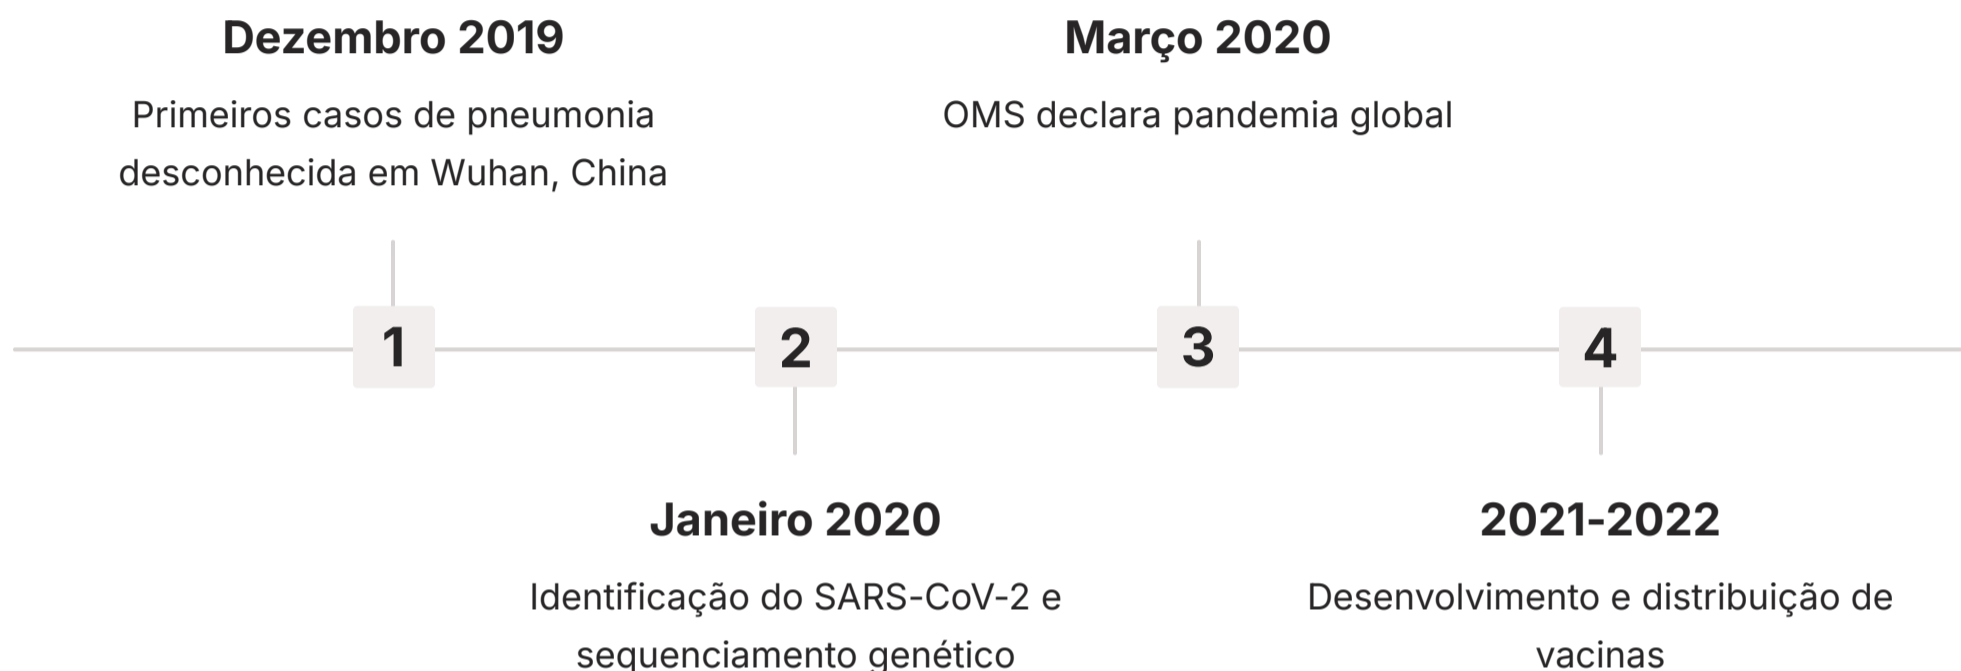 Dezembro 2019
Primeiros casos de pneumonia
desconhecida em Wuhan, China
Março 2020
OMS declara pandemia global
1
2
3
4
Janeiro 2020
Identificação do SARS-CoV-2 e
sequenciamento genético
2021-2022
Desenvolvimento e distribuição de
vacinas